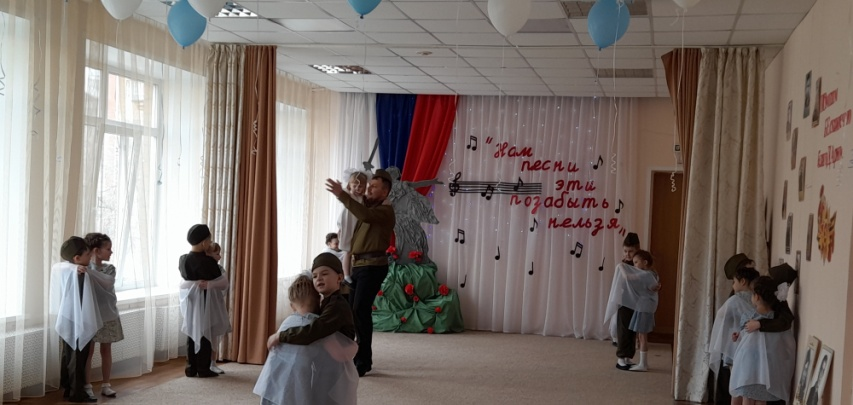 "Нам
песни
эти
позабыть
нельзя"